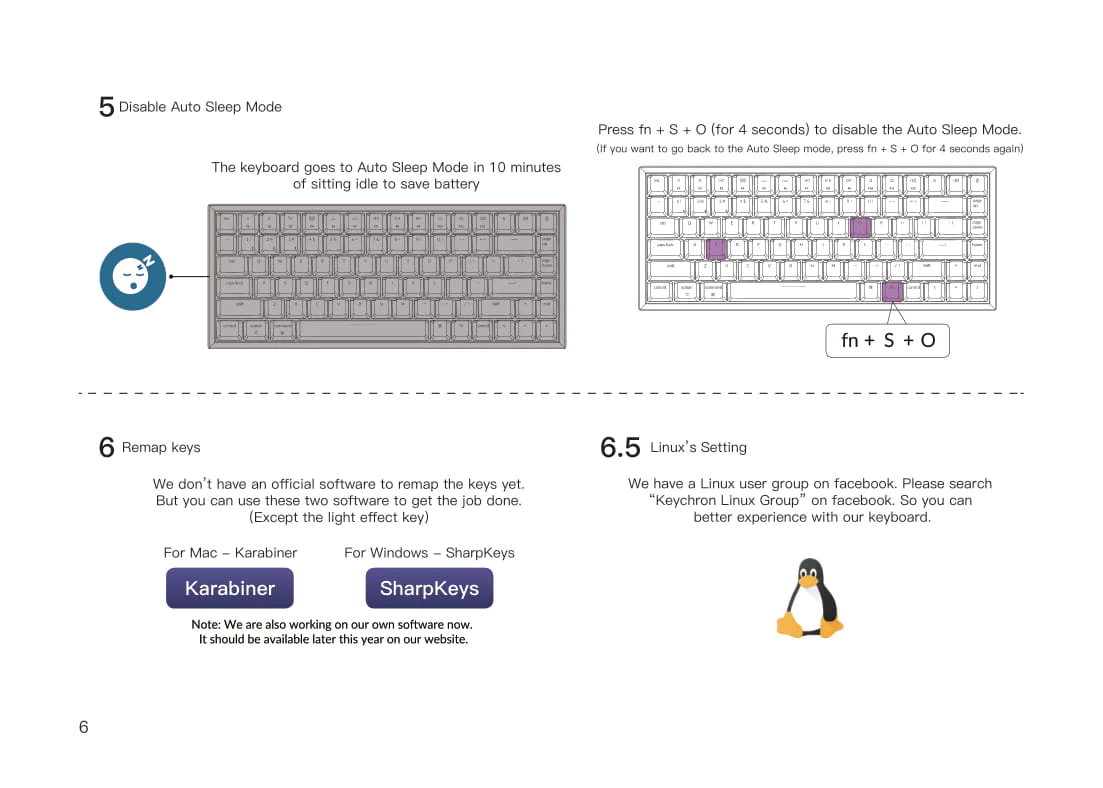 5 Disable Auto Sleep Mode
The keyboard goes to Auto Sleep Mode in 10 minutes
of sitting idle to save battery
Press fn + S + O (for 4 seconds) to disable the Auto Sleep Mode.
(If you want to go back to the Auto Sleep mode, press fn + S + O for 4 seconds again)
fn + S + O
6 Remap keys
We don't have an official software to remap the keys yet.
But you can use these two software to get the job done.
(Except the light effect key)
For Mac – Karabiner
For Windows – SharpKeys
Karabiner
SharpKeys
Note: We are also working on our own software now.
It should be available later this year on our website.
6.5 Linux's Setting
We have a Linux user group on facebook. Please search
“Keychron Linux Group” on facebook. So you can
better experience with our keyboard.
6